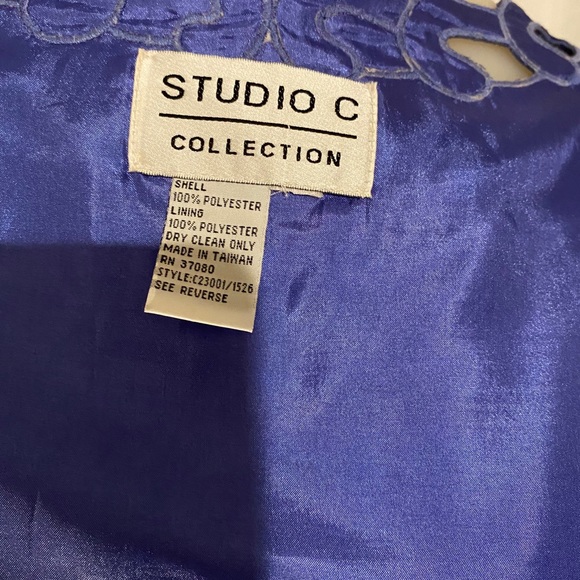 STUDIO C
COLLECTION
SHELL
100% POLYESTER
LINING
100% POLYESTER
DRY CLEAN ONLY
MADE IN TAIWAN
RN 37080
STYLE:C23001/1526
SEE REVERSE